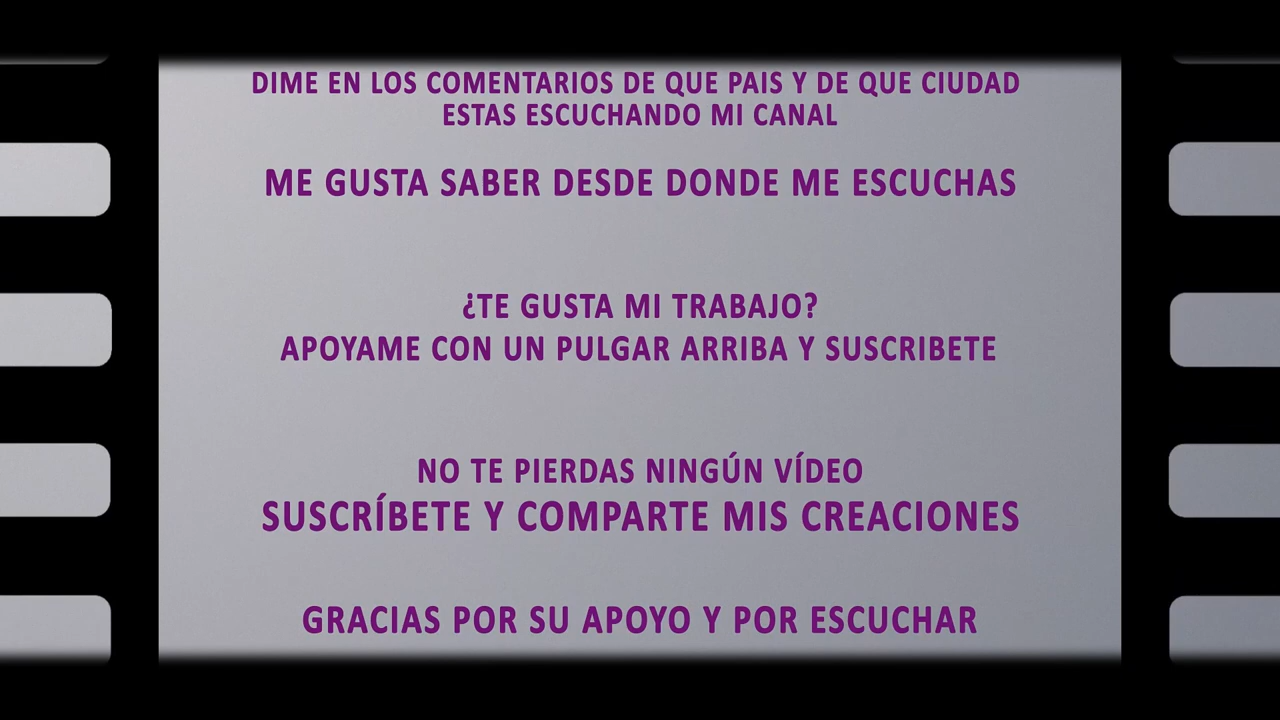 DIME EN LOS COMENTARIOS DE QUE PAIS Y DE QUE CIUDAD
ESTAS ESCUCHANDO MI CANAL
ME GUSTA SABER DESDE DONDE ME ESCUCHAS
¿TE GUSTA MI TRABAJO?
APOYAME CON UN PULGAR ARRIBA Y SUSCRIBETE
NO TE PIERDAS NINGÚN VÍDEO
SUSCRÍBETE Y COMPARTE MIS CREACIONES
GRACIAS POR SU APOYO Y POR ESCUCHAR